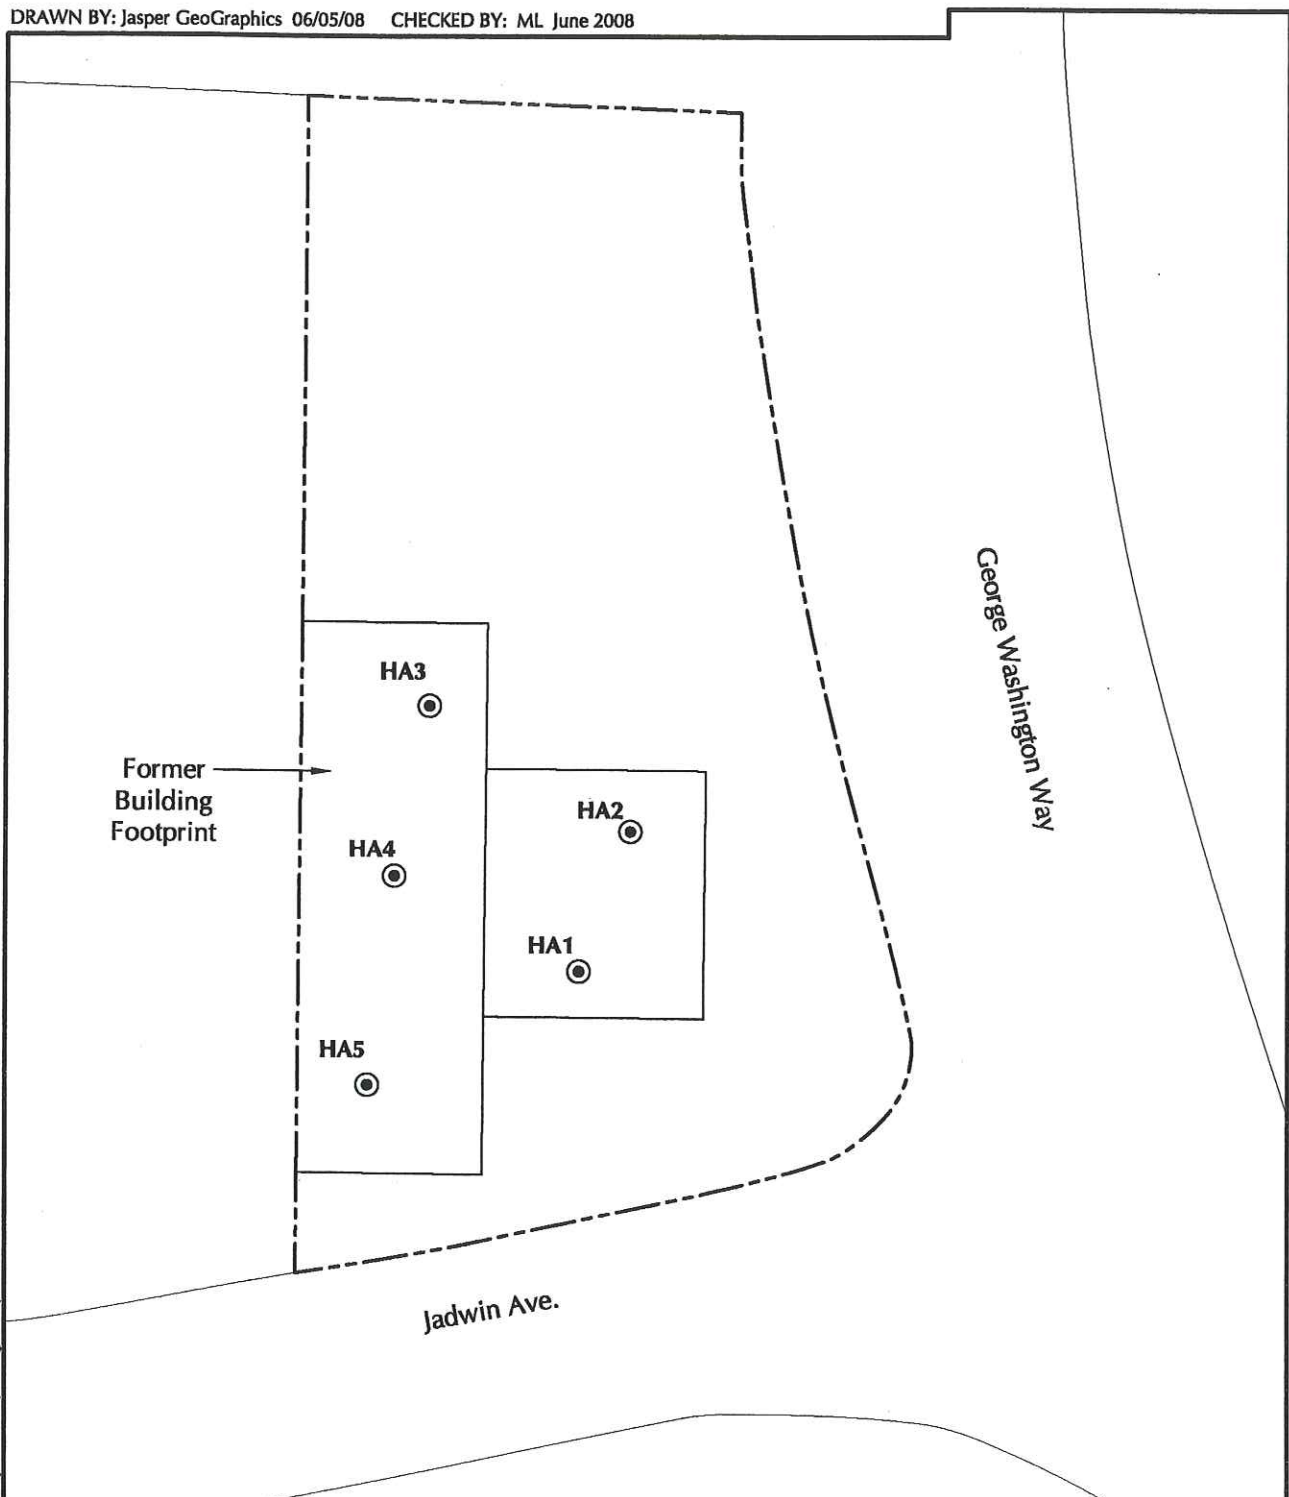 DRAWN BY: Jasper GeoGraphics 06/05/08 CHECKED BY: ML June 2008
George Washington Way
HA3
Former
Building
Footprint
HA2
HA4
HA1
HA5
Jadwin Ave.